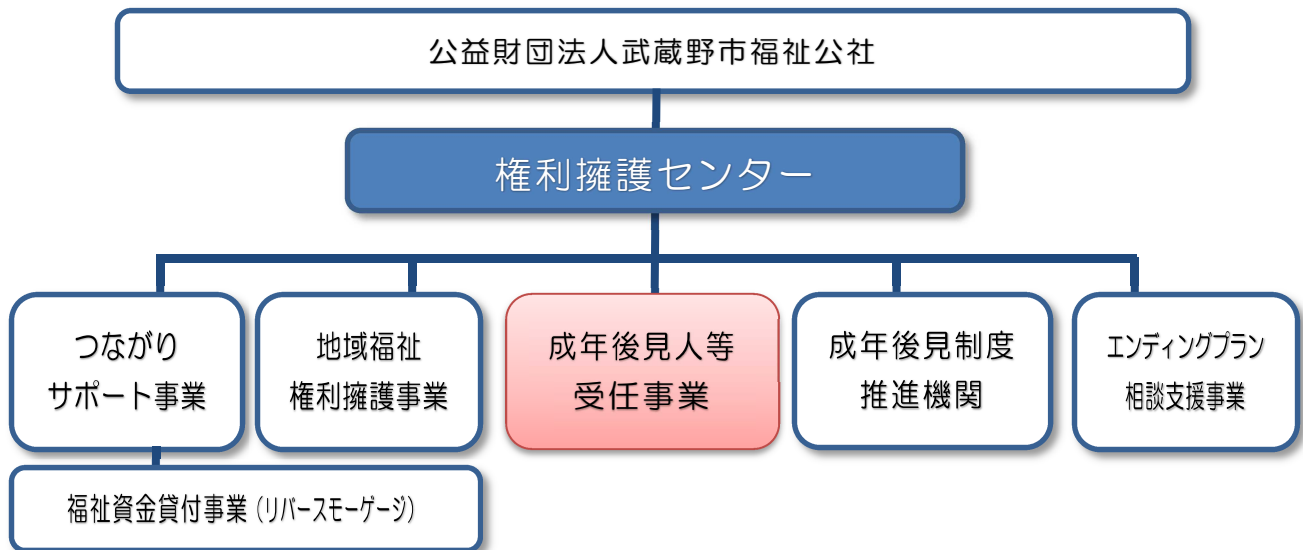 公益財団法人武蔵野市福祉公社
権利擁護センター
つながり
サポート事業
地域福祉
権利擁護事業
成年後見人等
受任事業
成年後見制度
推進機関
エンディングプラン
相談支援事業
福祉資金貸付事業（リバースモーゲージ）